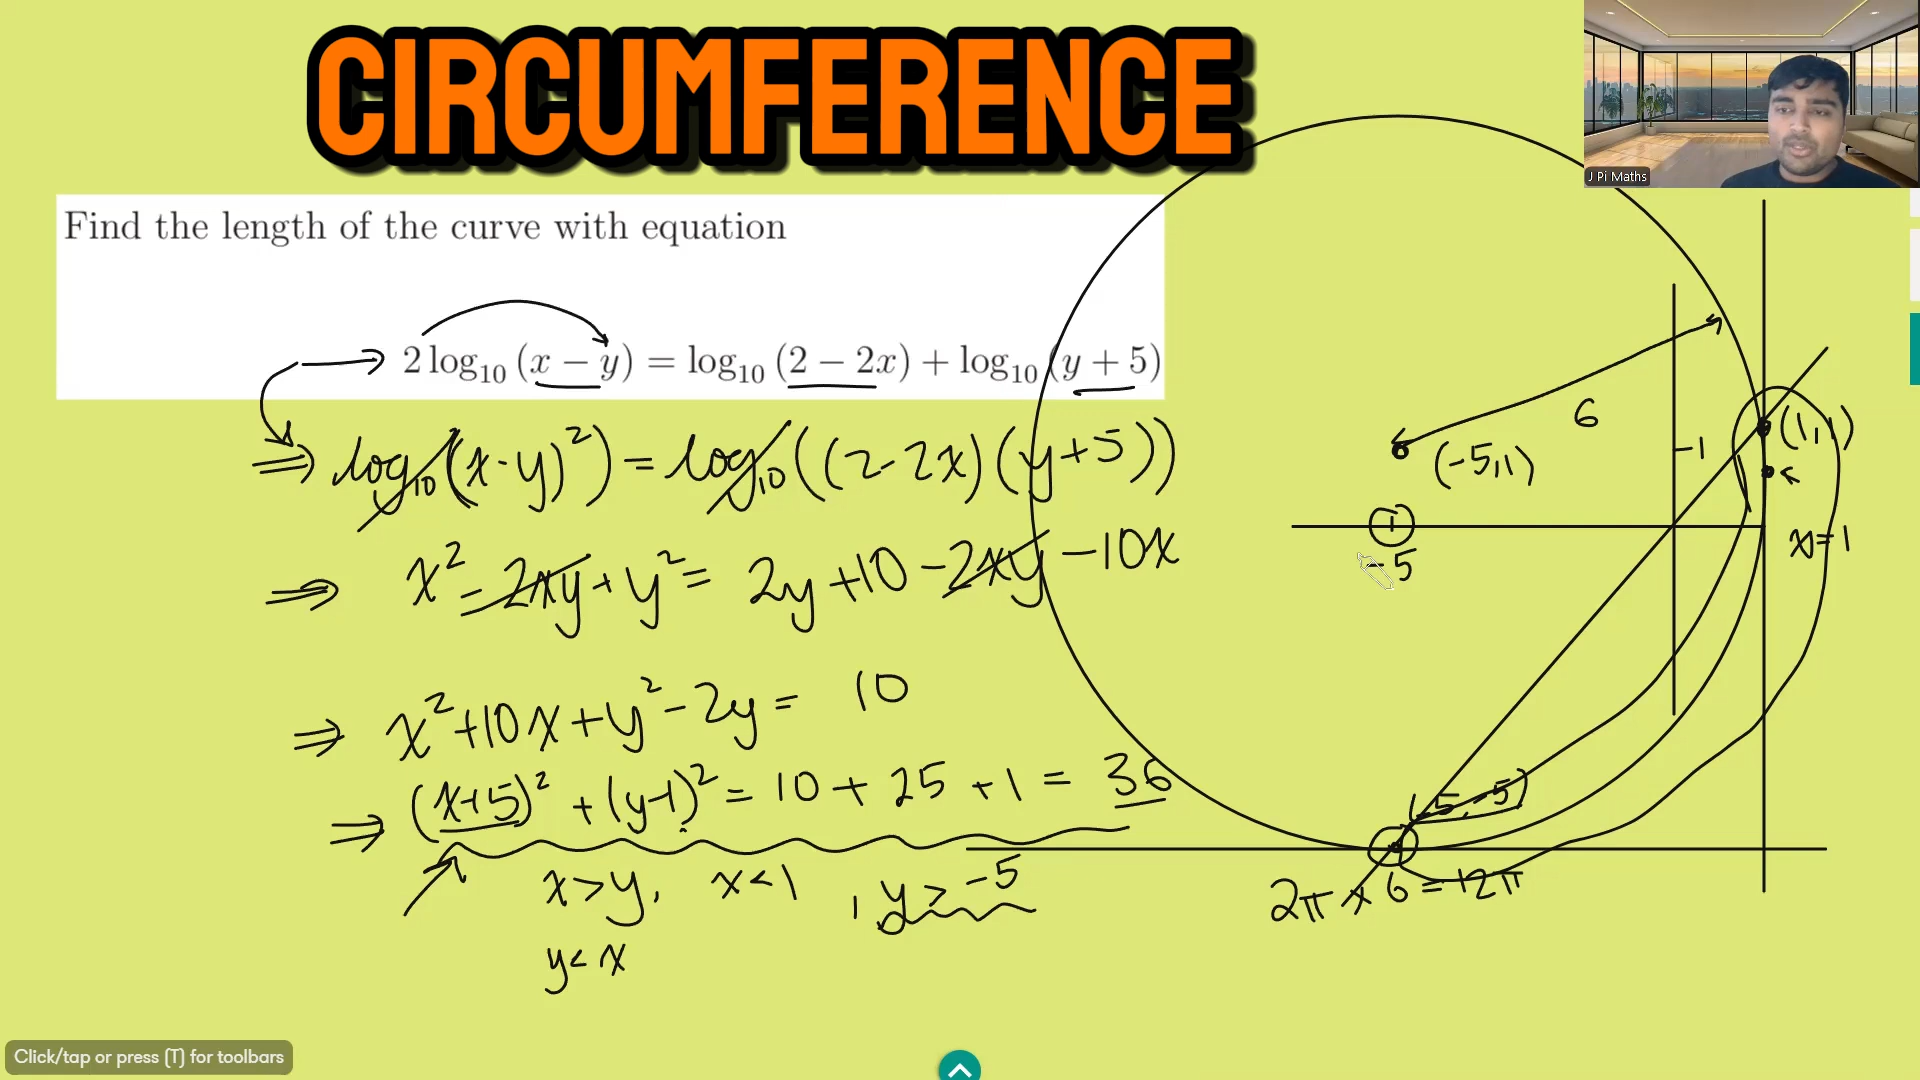 CIRCUMFERENCE
J Pi Maths
Find the length of the curve with equation
2 log₁₀ (x − y) = log₁₀ (2 − 2x) + log₁₀ (y + 5)
⇒ log₁₀((x-y)²) = log₁₀((2-2x)(y+5))
⇒ x² - 2xy + y² = 2y + 10 - 2xy - 10x
⇒ x² + 10x + y² - 2y = 10
⇒ (x+5)² + (y-1)² = 10 + 25 + 1 = 36
x > y, x < 1, y > -5
y < x
6
(-5,1)
-1
(1,1)
x=1
-5
(-5,-5)
2π × 6 = 12π
Click/tap or press (T) for toolbars